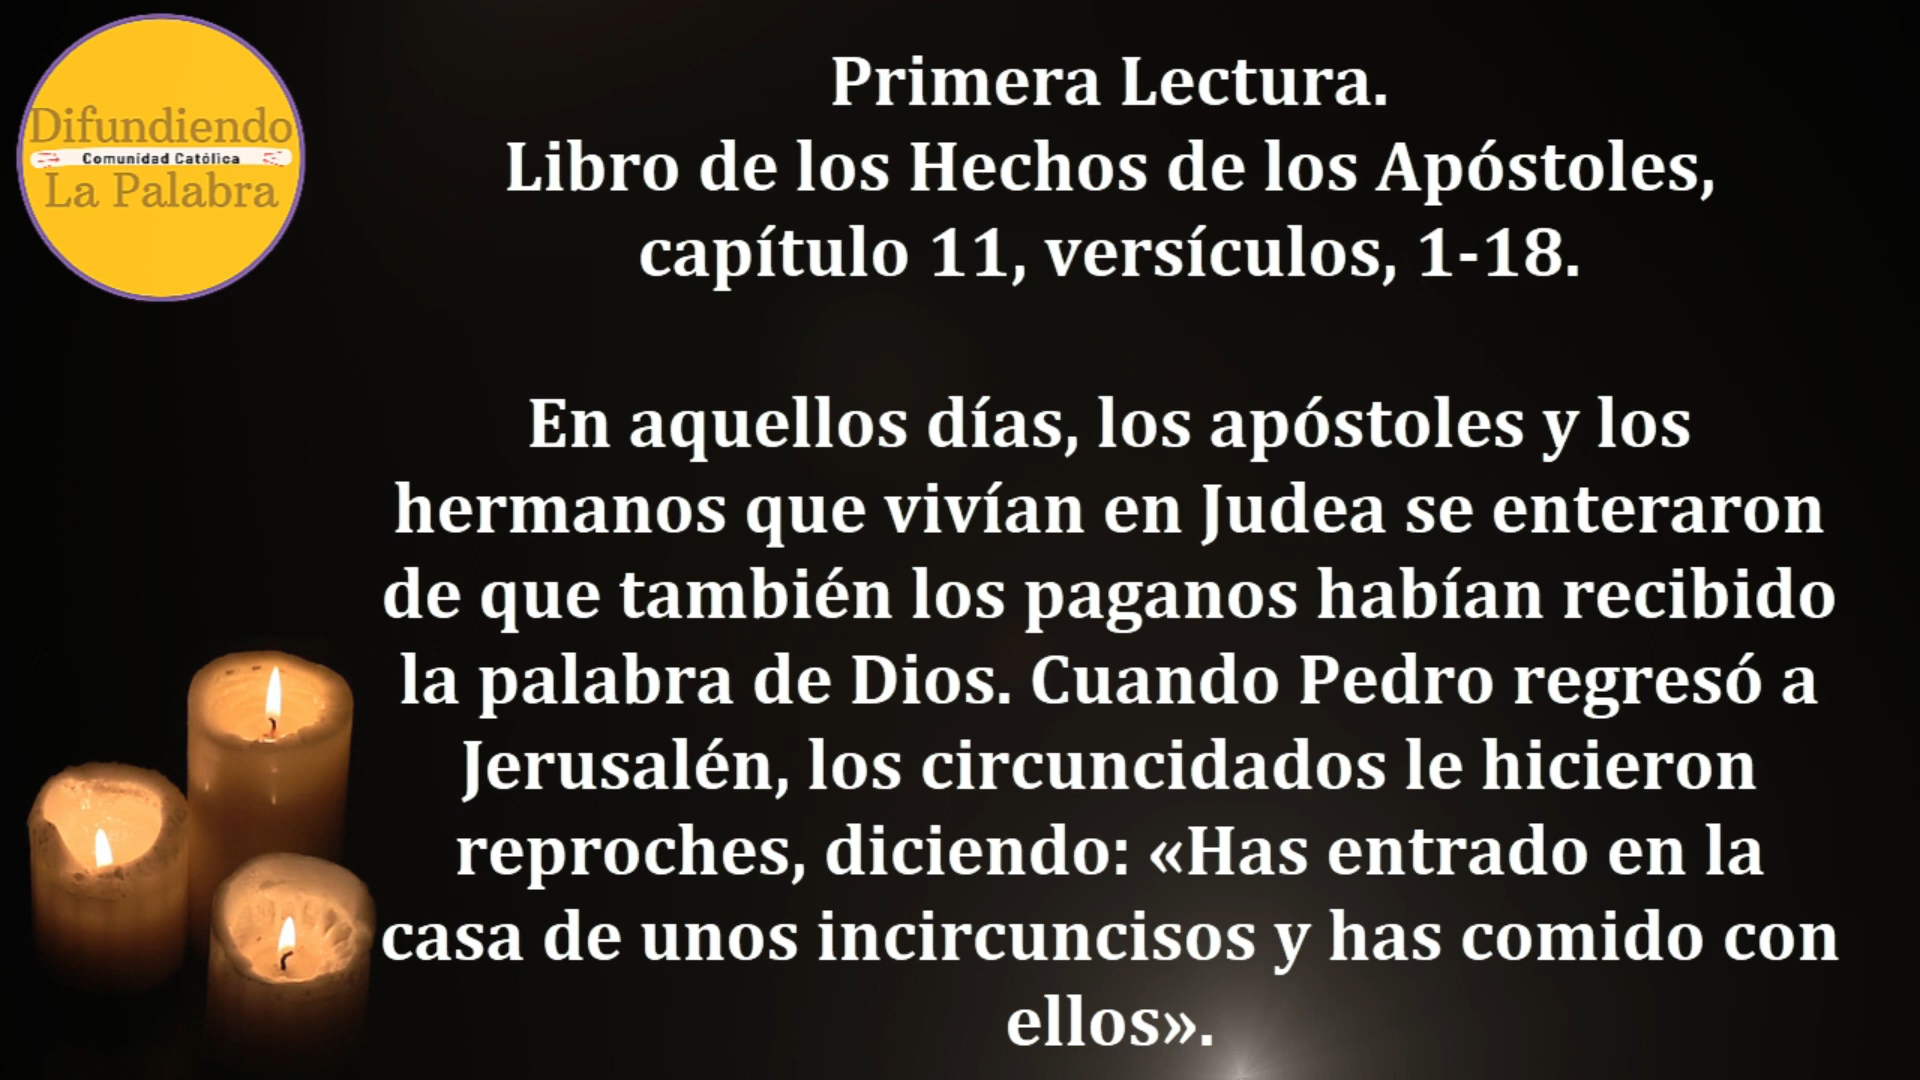 Difundiendo
Comunidad Católica
La Palabra
Primera Lectura.
Libro de los Hechos de los Apóstoles,
capítulo 11, versículos, 1-18.
En aquellos días, los apóstoles y los
hermanos que vivían en Judea se enteraron
de que también los paganos habían recibido
la palabra de Dios. Cuando Pedro regresó a
Jerusalén, los circuncidados le hicieron
reproches, diciendo: «Has entrado en la
casa de unos incircuncisos y has comido con
ellos».